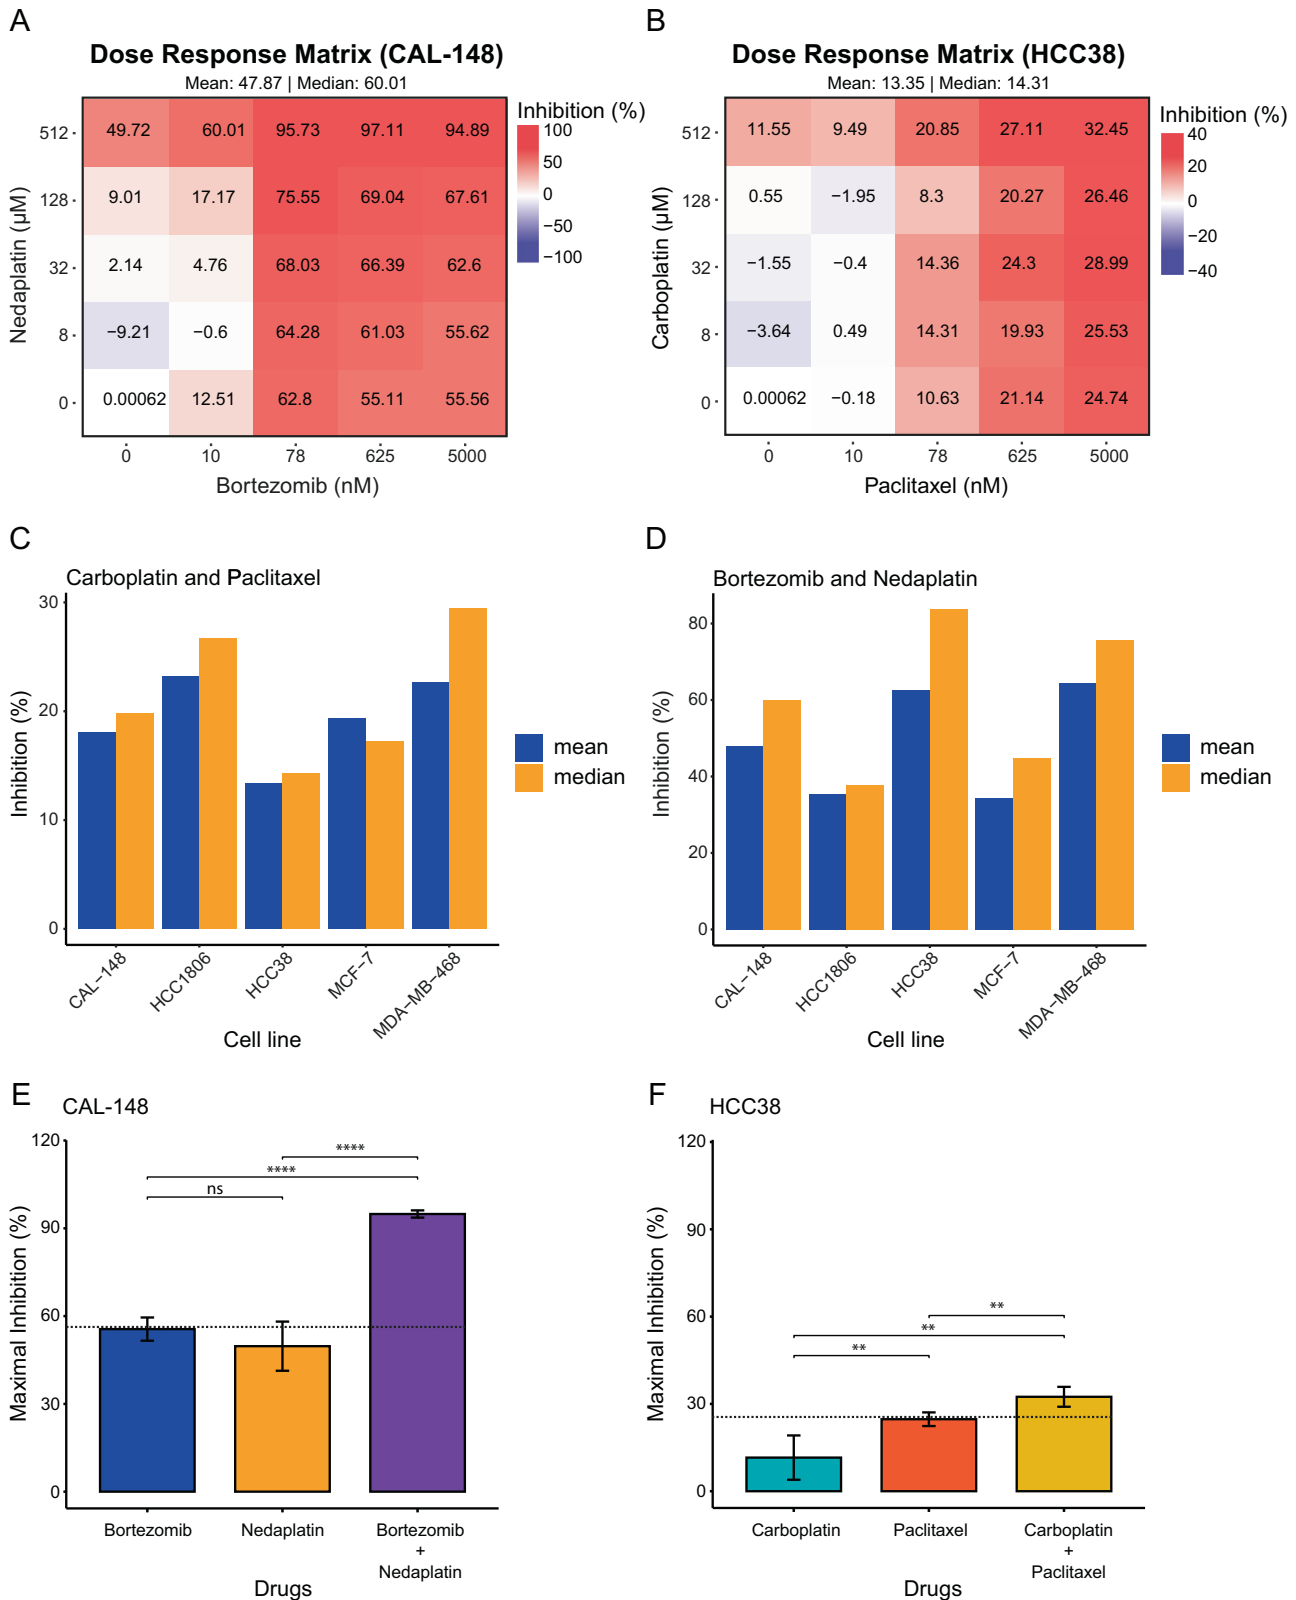 A
Dose Response Matrix (CAL-148)
Mean: 47.87 | Median: 60.01
Nedaplatin (µM)
512 49.72 60.01 95.73 97.11 94.89
128 9.01 17.17 75.55 69.04 67.61
32 2.14 4.76 68.03 66.39 62.6
8 −9.21 −0.6 64.28 61.03 55.62
0 0.00062 12.51 62.8 55.11 55.56
0 10 78 625 5000
Bortezomib (nM)
Inhibition (%)
100
50
0
−50
−100
B
Dose Response Matrix (HCC38)
Mean: 13.35 | Median: 14.31
Carboplatin (µM)
512 11.55 9.49 20.85 27.11 32.45
128 0.55 −1.95 8.3 20.27 26.46
32 −1.55 −0.4 14.36 24.3 28.99
8 −3.64 0.49 14.31 19.93 25.53
0 0.00062 −0.18 10.63 21.14 24.74
0 10 78 625 5000
Paclitaxel (nM)
Inhibition (%)
40
20
0
−20
−40
C
Carboplatin and Paclitaxel
Inhibition (%)
30
20
10
0
CAL−148 HCC1806 HCC38 MCF−7 MDA−MB−468
Cell line
mean
median
D
Bortezomib and Nedaplatin
Inhibition (%)
80
60
40
20
0
CAL−148 HCC1806 HCC38 MCF−7 MDA−MB−468
Cell line
mean
median
E
CAL-148
Maximal Inhibition (%)
120
90
60
30
0
****
****
ns
Bortezomib Nedaplatin Bortezomib
+
Nedaplatin
Drugs
F
HCC38
Maximal Inhibition (%)
120
90
60
30
0
**
**
**
Carboplatin Paclitaxel Carboplatin
+
Paclitaxel
Drugs